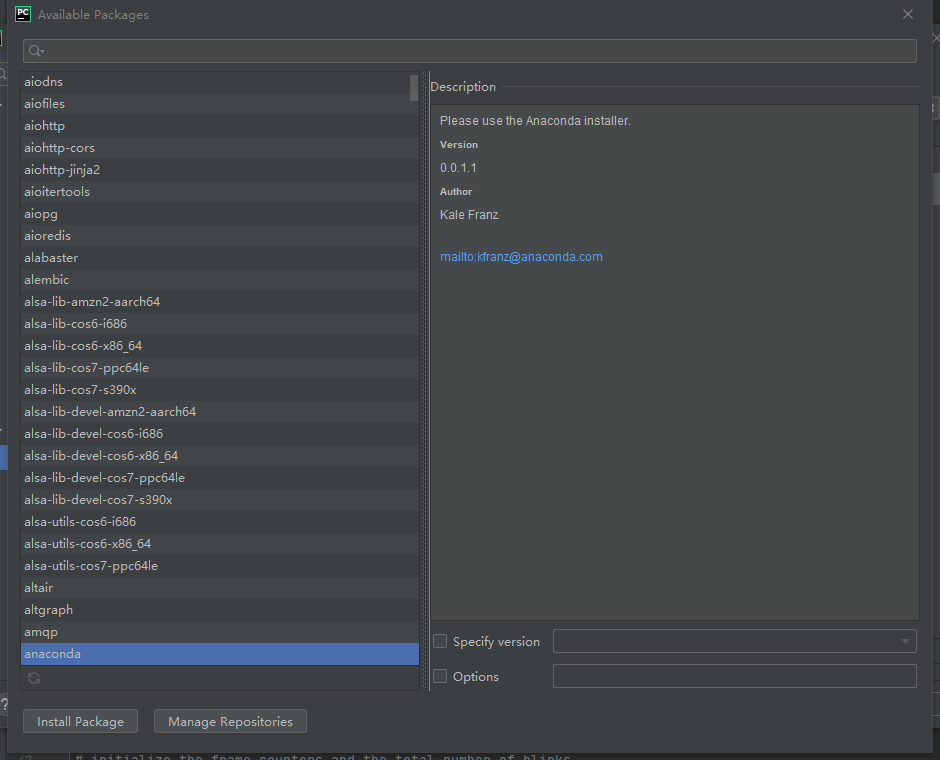 PC Available Packages
aiodns
aiofiles
aiohttp
aiohttp-cors
aiohttp-jinja2
aioitertools
aiopg
aioredis
alabaster
alembic
alsa-lib-amzn2-aarch64
alsa-lib-cos6-i686
alsa-lib-cos6-x86_64
alsa-lib-cos7-ppc64le
alsa-lib-cos7-s390x
alsa-lib-devel-amzn2-aarch64
alsa-lib-devel-cos6-i686
alsa-lib-devel-cos6-x86_64
alsa-lib-devel-cos7-ppc64le
alsa-lib-devel-cos7-s390x
alsa-utils-cos6-i686
alsa-utils-cos6-x86_64
alsa-utils-cos7-ppc64le
altair
altgraph
amqp
anaconda
Description
Please use the Anaconda installer.
Version
0.0.1.1
Author
Kale Franz
mailto:kfranz@anaconda.com
Specify version
Options
Install Package Manage Repositories
# initialize the frame counters and the total number of blinks